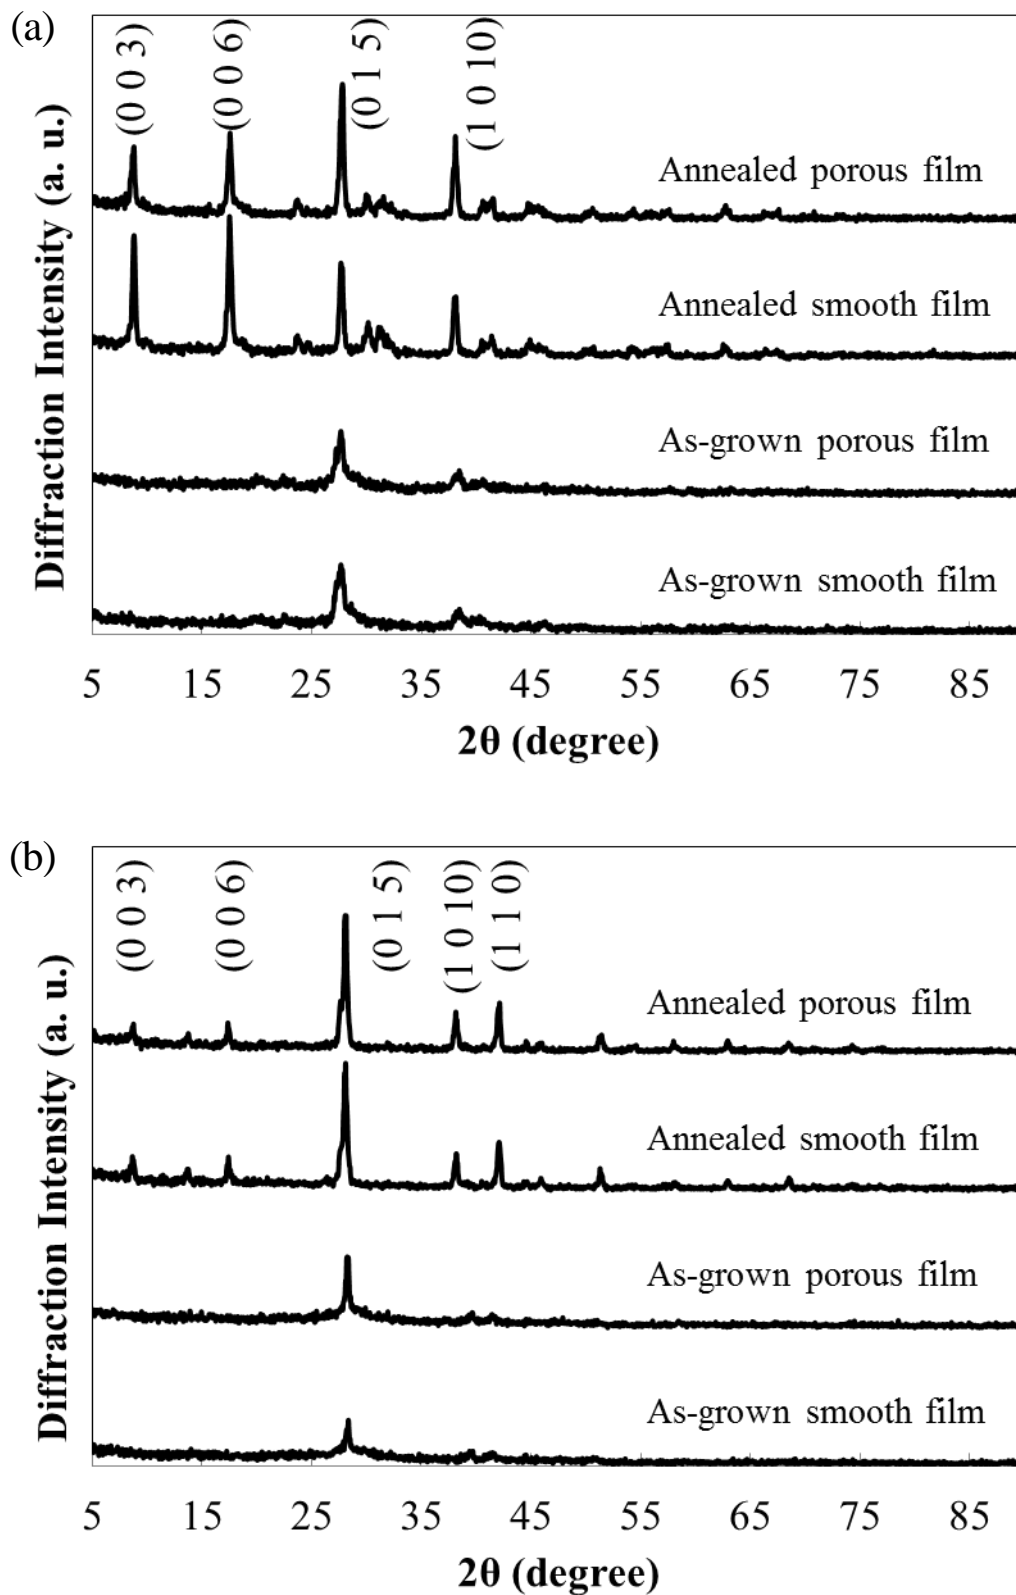 (a)
(0 0 3)
(0 0 6)
(0 1 5)
(1 0 10)
Annealed porous film
Annealed smooth film
As-grown porous film
As-grown smooth film
Diffraction Intensity (a. u.)
5 15 25 35 45 55 65 75 85
2θ (degree)
(b)
(0 0 3)
(0 0 6)
(0 1 5)
(1 0 10)
(1 1 0)
Annealed porous film
Annealed smooth film
As-grown porous film
As-grown smooth film
Diffraction Intensity (a. u.)
5 15 25 35 45 55 65 75 85
2θ (degree)